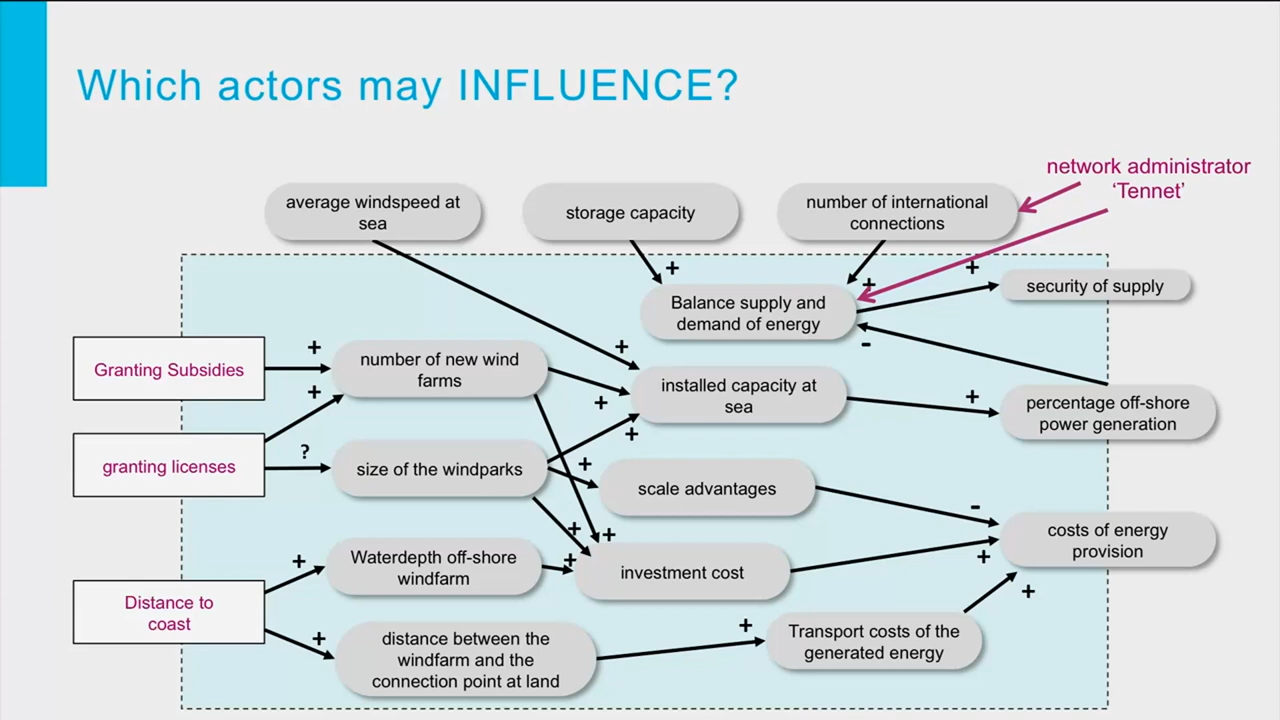 Which actors may INFLUENCE?
network administrator
‘Tennet’
average windspeed at
sea
storage capacity
number of international
connections
+
+
+
Balance supply and
demand of energy
security of supply
-
Granting Subsidies
+
number of new wind
farms
+
+
installed capacity at
sea
+
+
+
percentage off-shore
power generation
granting licenses
?
size of the windparks
+
scale advantages
-
costs of energy
provision
+
+
+
+
Waterdepth off-shore
windfarm
+
investment cost
+
Distance to
coast
+
distance between the
windfarm and the
connection point at land
+
Transport costs of the
generated energy